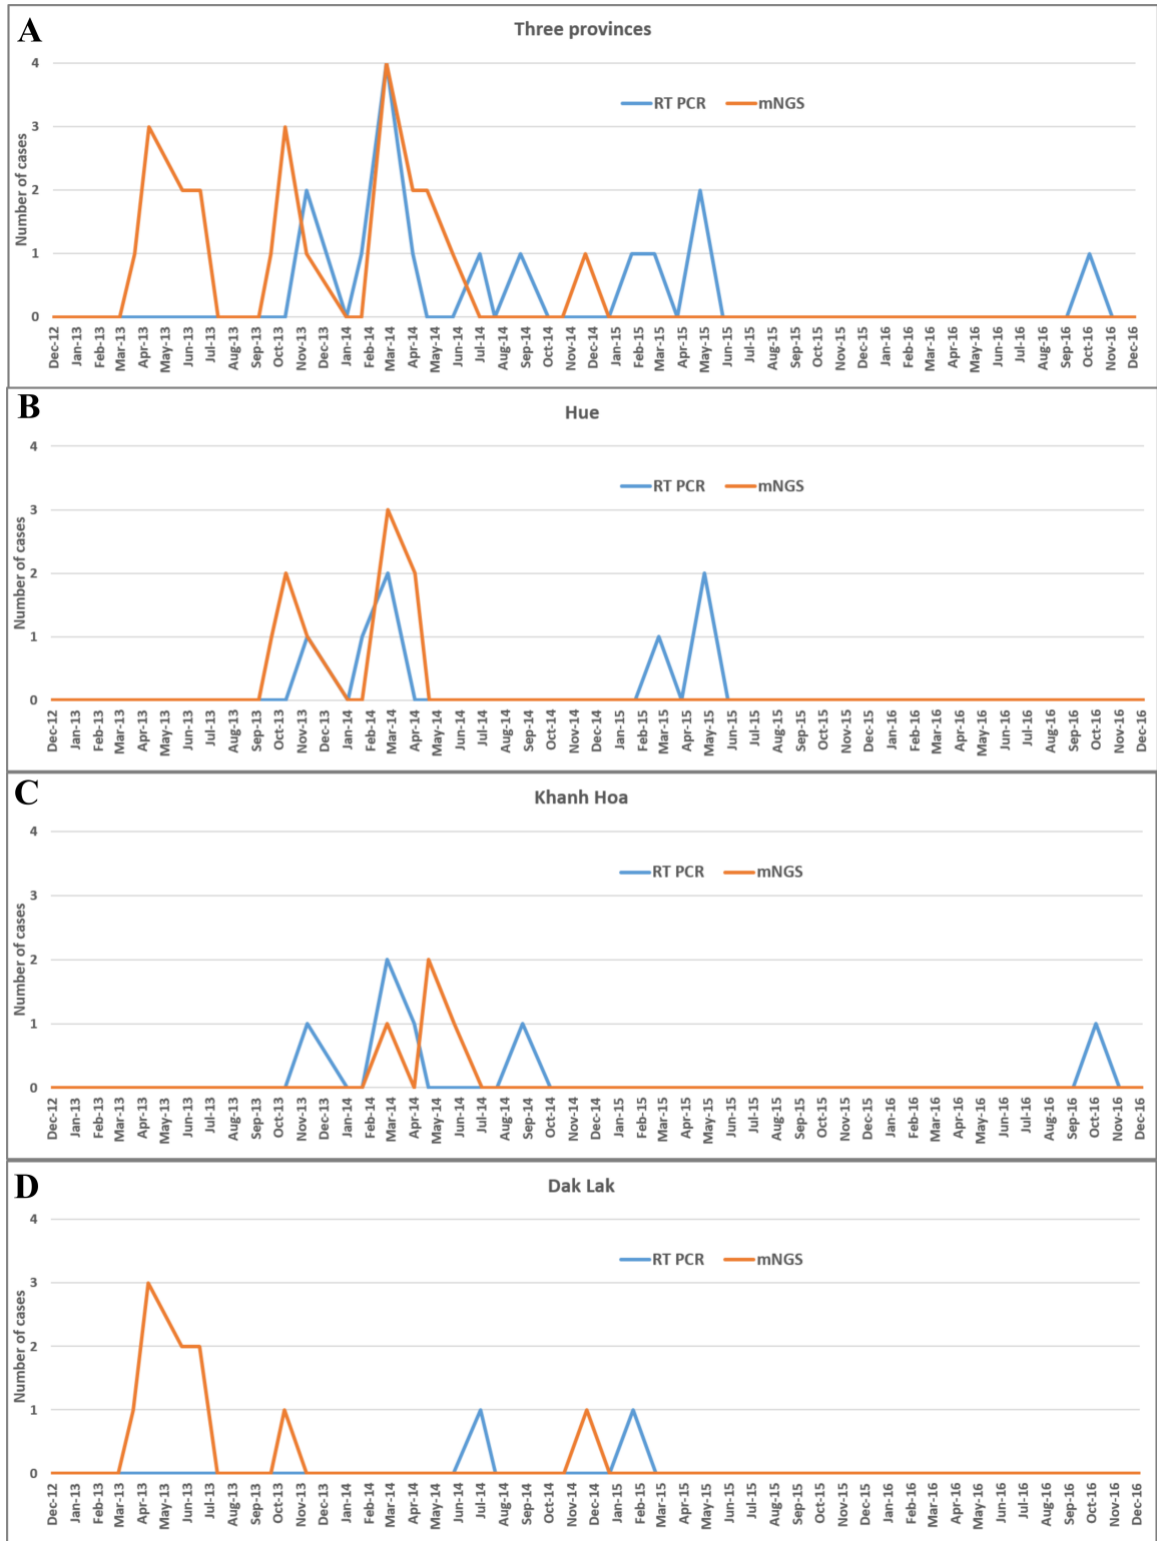 A
Three provinces
RT PCR mNGS
Number of cases
4
3
2
1
0
Dec-12 Jan-13 Feb-13 Mar-13 Apr-13 May-13 Jun-13 Jul-13 Aug-13 Sep-13 Oct-13 Nov-13 Dec-13 Jan-14 Feb-14 Mar-14 Apr-14 May-14 Jun-14 Jul-14 Aug-14 Sep-14 Oct-14 Nov-14 Dec-14 Jan-15 Feb-15 Mar-15 Apr-15 May-15 Jun-15 Jul-15 Aug-15 Sep-15 Oct-15 Nov-15 Dec-15 Jan-16 Feb-16 Mar-16 Apr-16 May-16 Jun-16 Jul-16 Aug-16 Sep-16 Oct-16 Nov-16 Dec-16
B
Hue
RT PCR mNGS
Number of cases
4
3
2
1
0
Dec-12 Jan-13 Feb-13 Mar-13 Apr-13 May-13 Jun-13 Jul-13 Aug-13 Sep-13 Oct-13 Nov-13 Dec-13 Jan-14 Feb-14 Mar-14 Apr-14 May-14 Jun-14 Jul-14 Aug-14 Sep-14 Oct-14 Nov-14 Dec-14 Jan-15 Feb-15 Mar-15 Apr-15 May-15 Jun-15 Jul-15 Aug-15 Sep-15 Oct-15 Nov-15 Dec-15 Jan-16 Feb-16 Mar-16 Apr-16 May-16 Jun-16 Jul-16 Aug-16 Sep-16 Oct-16 Nov-16 Dec-16
C
Khanh Hoa
RT PCR mNGS
Number of cases
4
3
2
1
0
Dec-12 Jan-13 Feb-13 Mar-13 Apr-13 May-13 Jun-13 Jul-13 Aug-13 Sep-13 Oct-13 Nov-13 Dec-13 Jan-14 Feb-14 Mar-14 Apr-14 May-14 Jun-14 Jul-14 Aug-14 Sep-14 Oct-14 Nov-14 Dec-14 Jan-15 Feb-15 Mar-15 Apr-15 May-15 Jun-15 Jul-15 Aug-15 Sep-15 Oct-15 Nov-15 Dec-15 Jan-16 Feb-16 Mar-16 Apr-16 May-16 Jun-16 Jul-16 Aug-16 Sep-16 Oct-16 Nov-16 Dec-16
D
Dak Lak
RT PCR mNGS
Number of cases
4
3
2
1
0
Dec-12 Jan-13 Feb-13 Mar-13 Apr-13 May-13 Jun-13 Jul-13 Aug-13 Sep-13 Oct-13 Nov-13 Dec-13 Jan-14 Feb-14 Mar-14 Apr-14 May-14 Jun-14 Jul-14 Aug-14 Sep-14 Oct-14 Nov-14 Dec-14 Jan-15 Feb-15 Mar-15 Apr-15 May-15 Jun-15 Jul-15 Aug-15 Sep-15 Oct-15 Nov-15 Dec-15 Jan-16 Feb-16 Mar-16 Apr-16 May-16 Jun-16 Jul-16 Aug-16 Sep-16 Oct-16 Nov-16 Dec-16